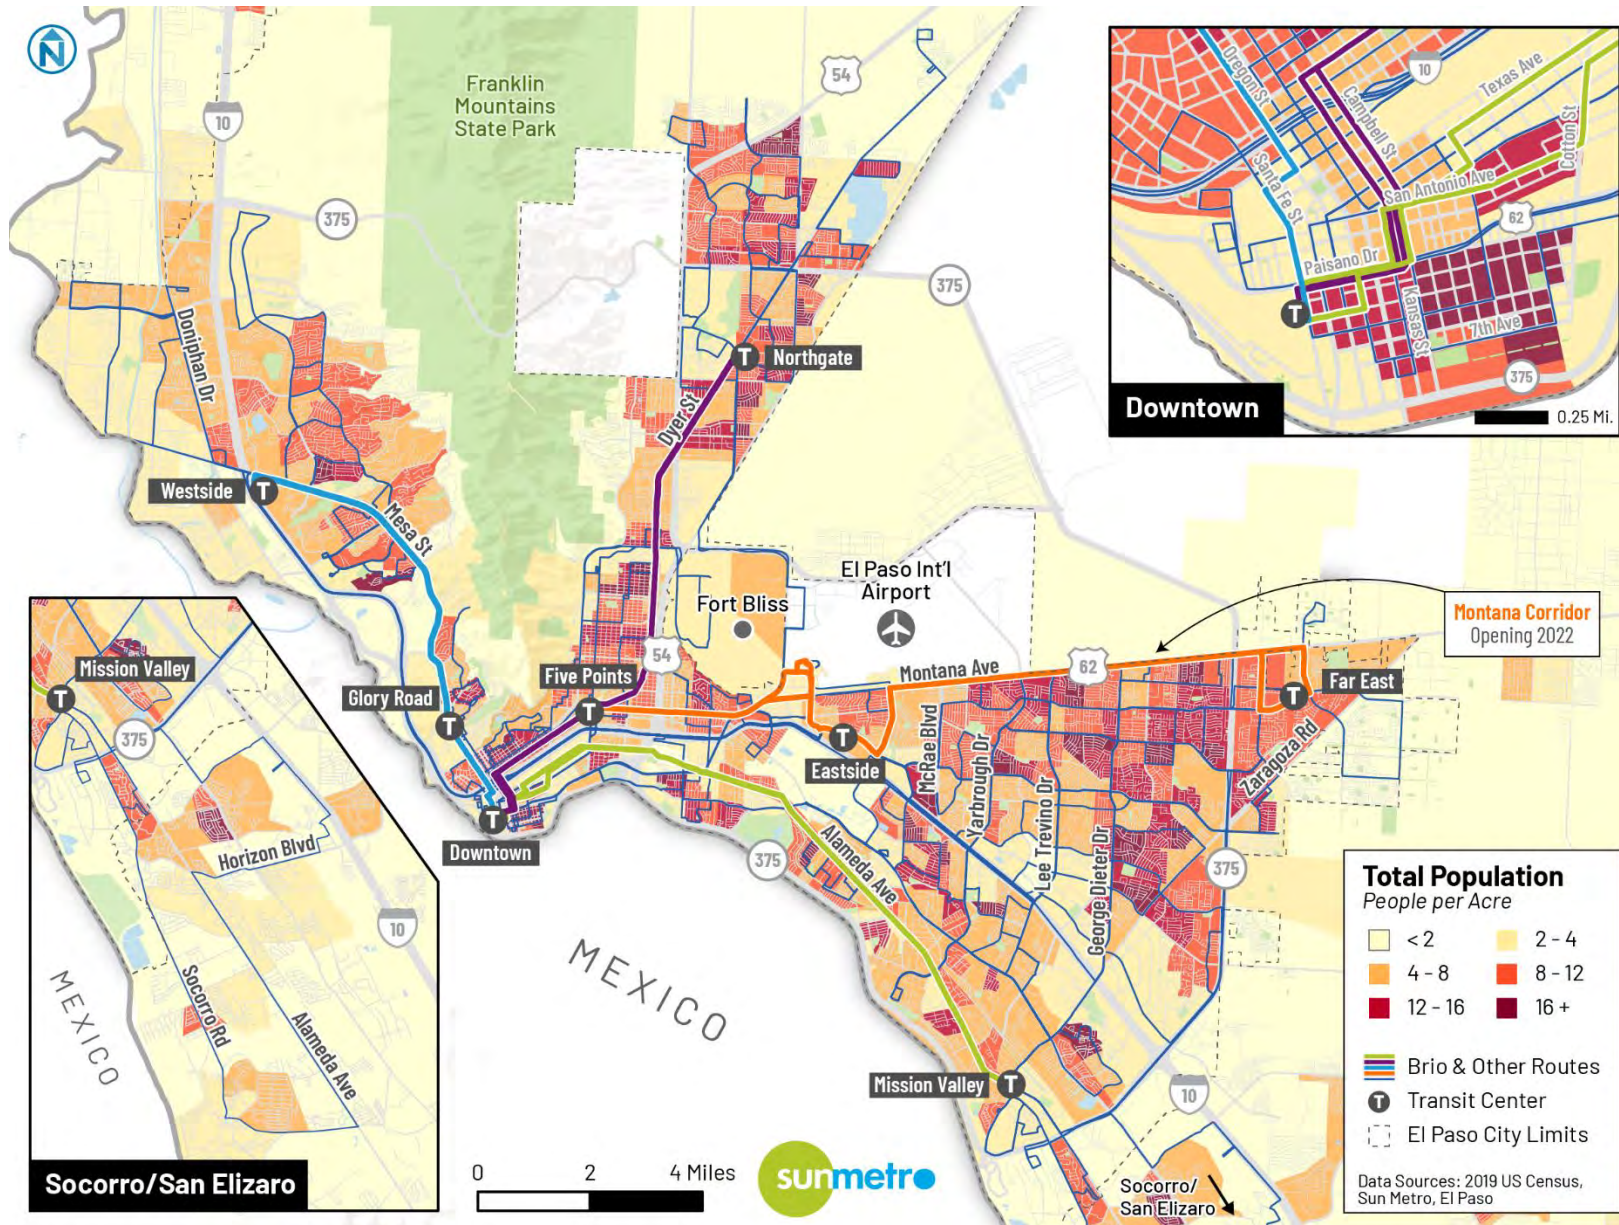 N
Franklin
Mountains
State Park
54
10
375
375
Doniphan Dr
Northgate
Dyer St
Westside
Mesa St
El Paso Int'l
Airport
Fort Bliss
54
Five Points
Montana Ave
62
Montana Corridor
Opening 2022
Far East
Glory Road
Eastside
McRae Blvd
Yarbrough Dr
Lee Trevino Dr
George Dieter Dr
Zaragoza Rd
Downtown
375
Alameda Ave
375
MEXICO
Mission Valley
10
Socorro/
San Elizaro
Oregon St
Campbell St
10
Texas Ave
Cotton St
Santa Fe St
San Antonio Ave
62
Paisano Dr
Kansas St
7th Ave
375
Downtown
0.25 Mi.
Mission Valley
375
Horizon Blvd
10
Socorro Rd
Alameda Ave
MEXICO
Socorro/San Elizaro
0 2 4 Miles
sunmetro
Total Population
People per Acre
< 2 2 - 4
4 - 8 8 - 12
12 - 16 16 +
Brio & Other Routes
T Transit Center
El Paso City Limits
Data Sources: 2019 US Census,
Sun Metro, El Paso